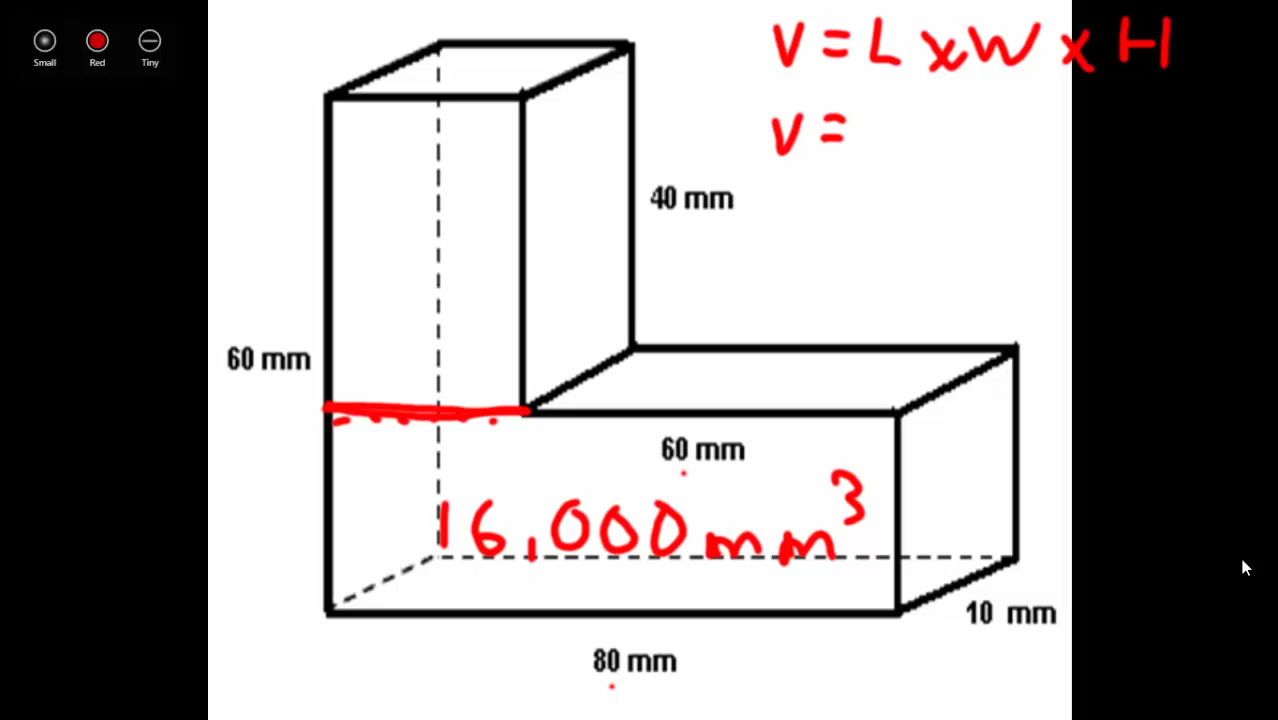 Small Red Tiny
V = L x W x H
V =
40 mm
60 mm
60 mm
16,000 mm³
10 mm
80 mm